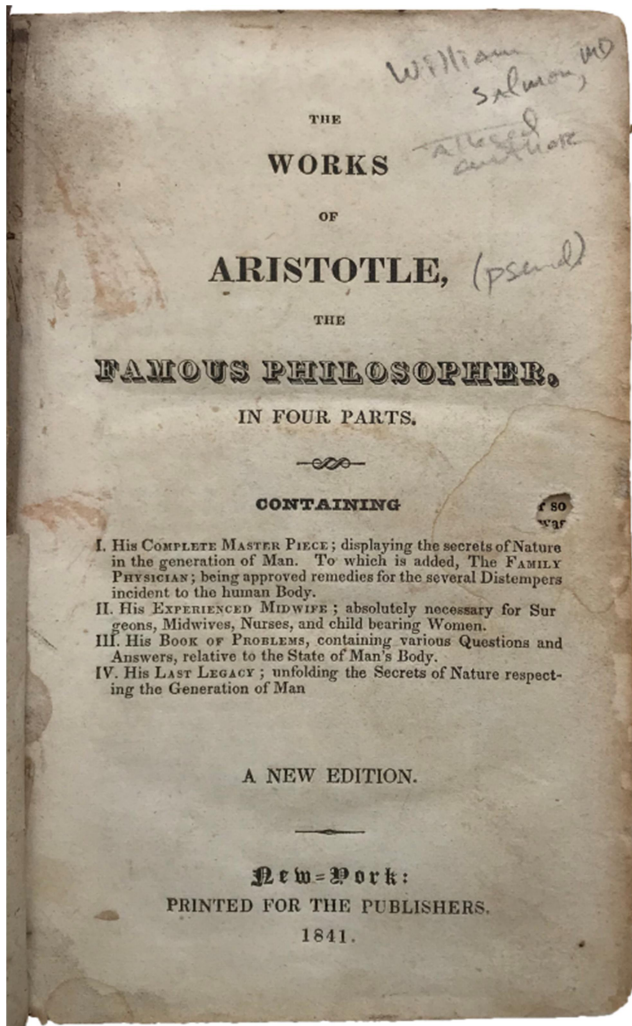 William
Salmon, MD
alleged
author
THE
WORKS
OF
ARISTOTLE, (pseud)
THE
FAMOUS PHILOSOPHER,
IN FOUR PARTS.
CONTAINING
r so
war
I. His Complete Master Piece; displaying the secrets of Nature
in the generation of Man. To which is added, The Family
Physician; being approved remedies for the several Distempers
incident to the human Body.
II. His Experienced Midwife; absolutely necessary for Sur
geons, Midwives, Nurses, and child bearing Women.
III. His Book of Problems, containing various Questions and
Answers, relative to the State of Man's Body.
IV. His Last Legacy; unfolding the Secrets of Nature respect-
ing the Generation of Man
A NEW EDITION.
New-York:
PRINTED FOR THE PUBLISHERS.
1841.